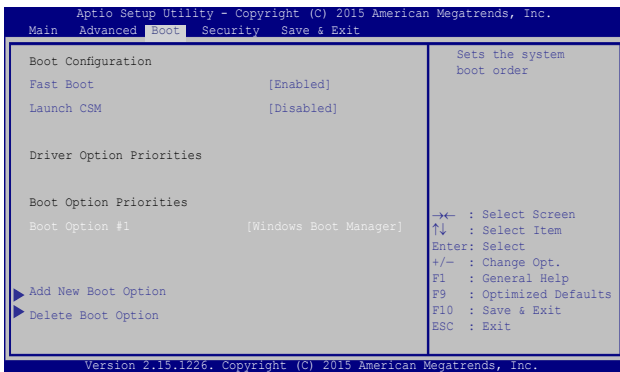 Aptio Setup Utility - Copyright (C) 2015 American Megatrends, Inc.
Main Advanced Boot Security Save & Exit
Boot Configuration
Fast Boot [Enabled]
Launch CSM [Disabled]
Driver Option Priorities
Boot Option Priorities
Boot Option #1 [Windows Boot Manager]
Add New Boot Option
Delete Boot Option
Sets the system
boot order
→← : Select Screen
↑↓ : Select Item
Enter: Select
+/— : Change Opt.
F1 : General Help
F9 : Optimized Defaults
F10 : Save & Exit
ESC : Exit
Version 2.15.1226. Copyright (C) 2015 American Megatrends, Inc.